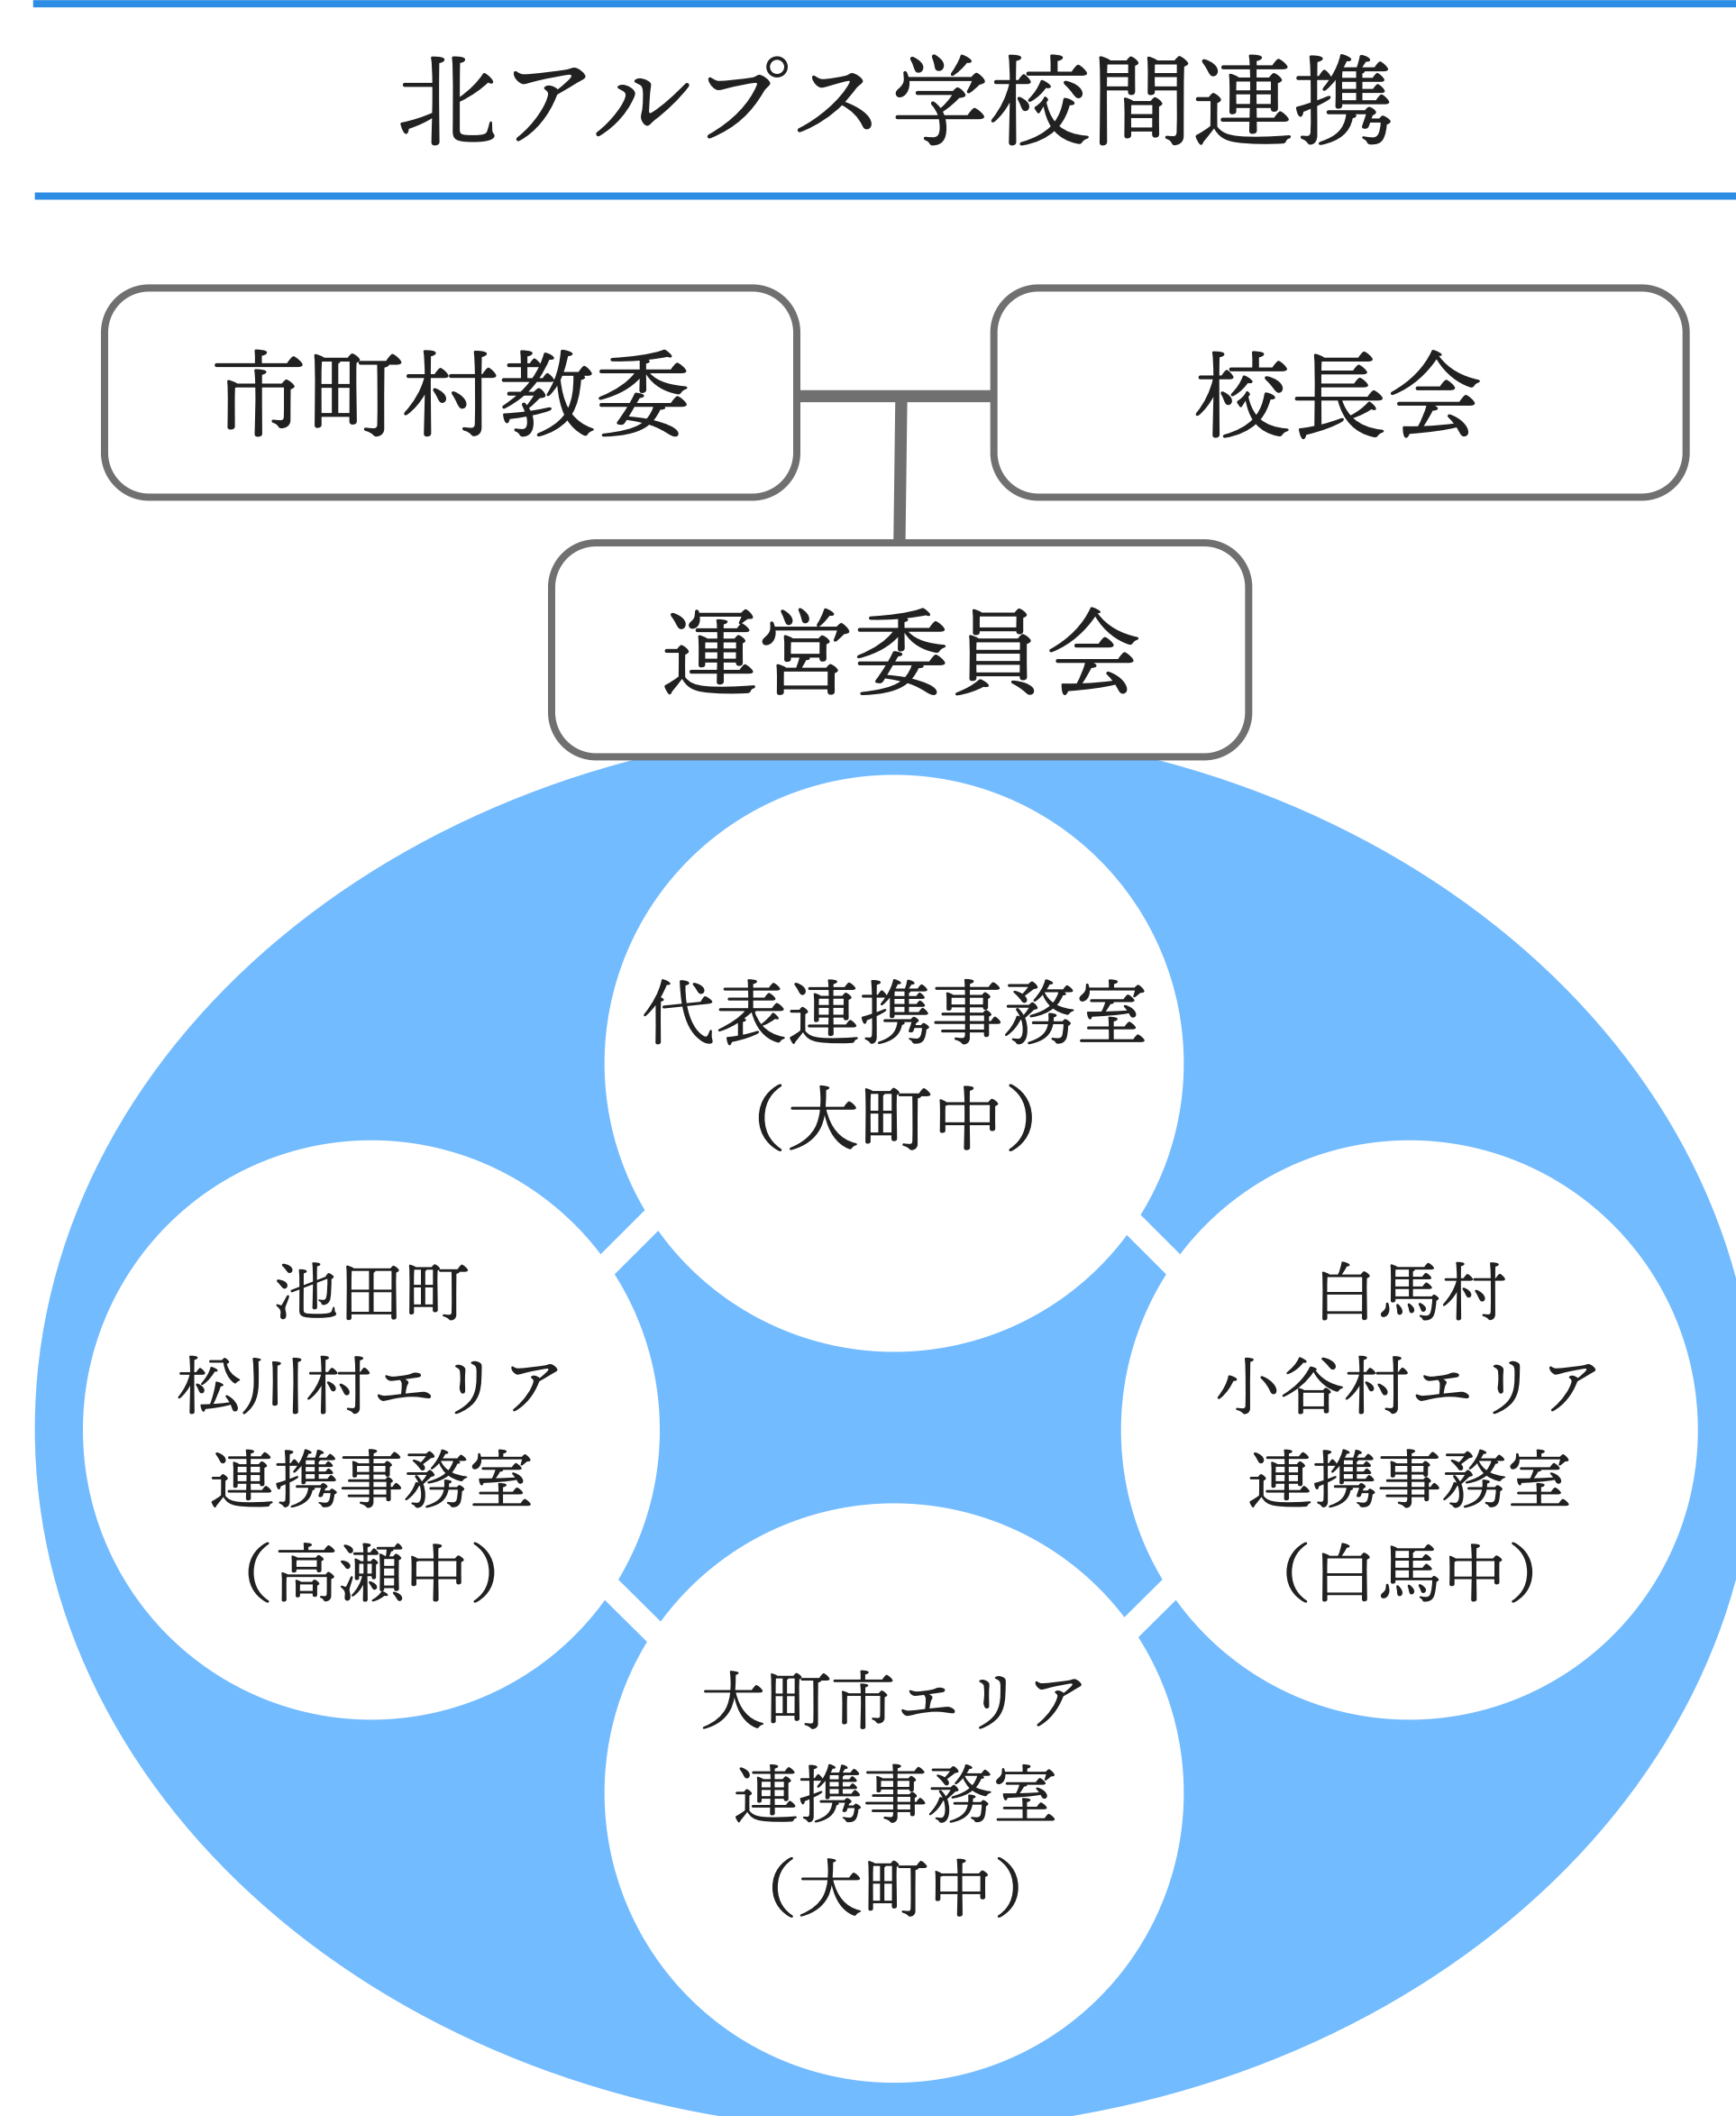 北アルプス学校間連携
市町村教委
校長会
運営委員会
代表連携事務室
(大町中)
池田町
松川村エリア
連携事務室
(高瀬中)
白馬村
小谷村エリア
連携事務室
(白馬中)
大町市エリア
連携事務室
(大町中)